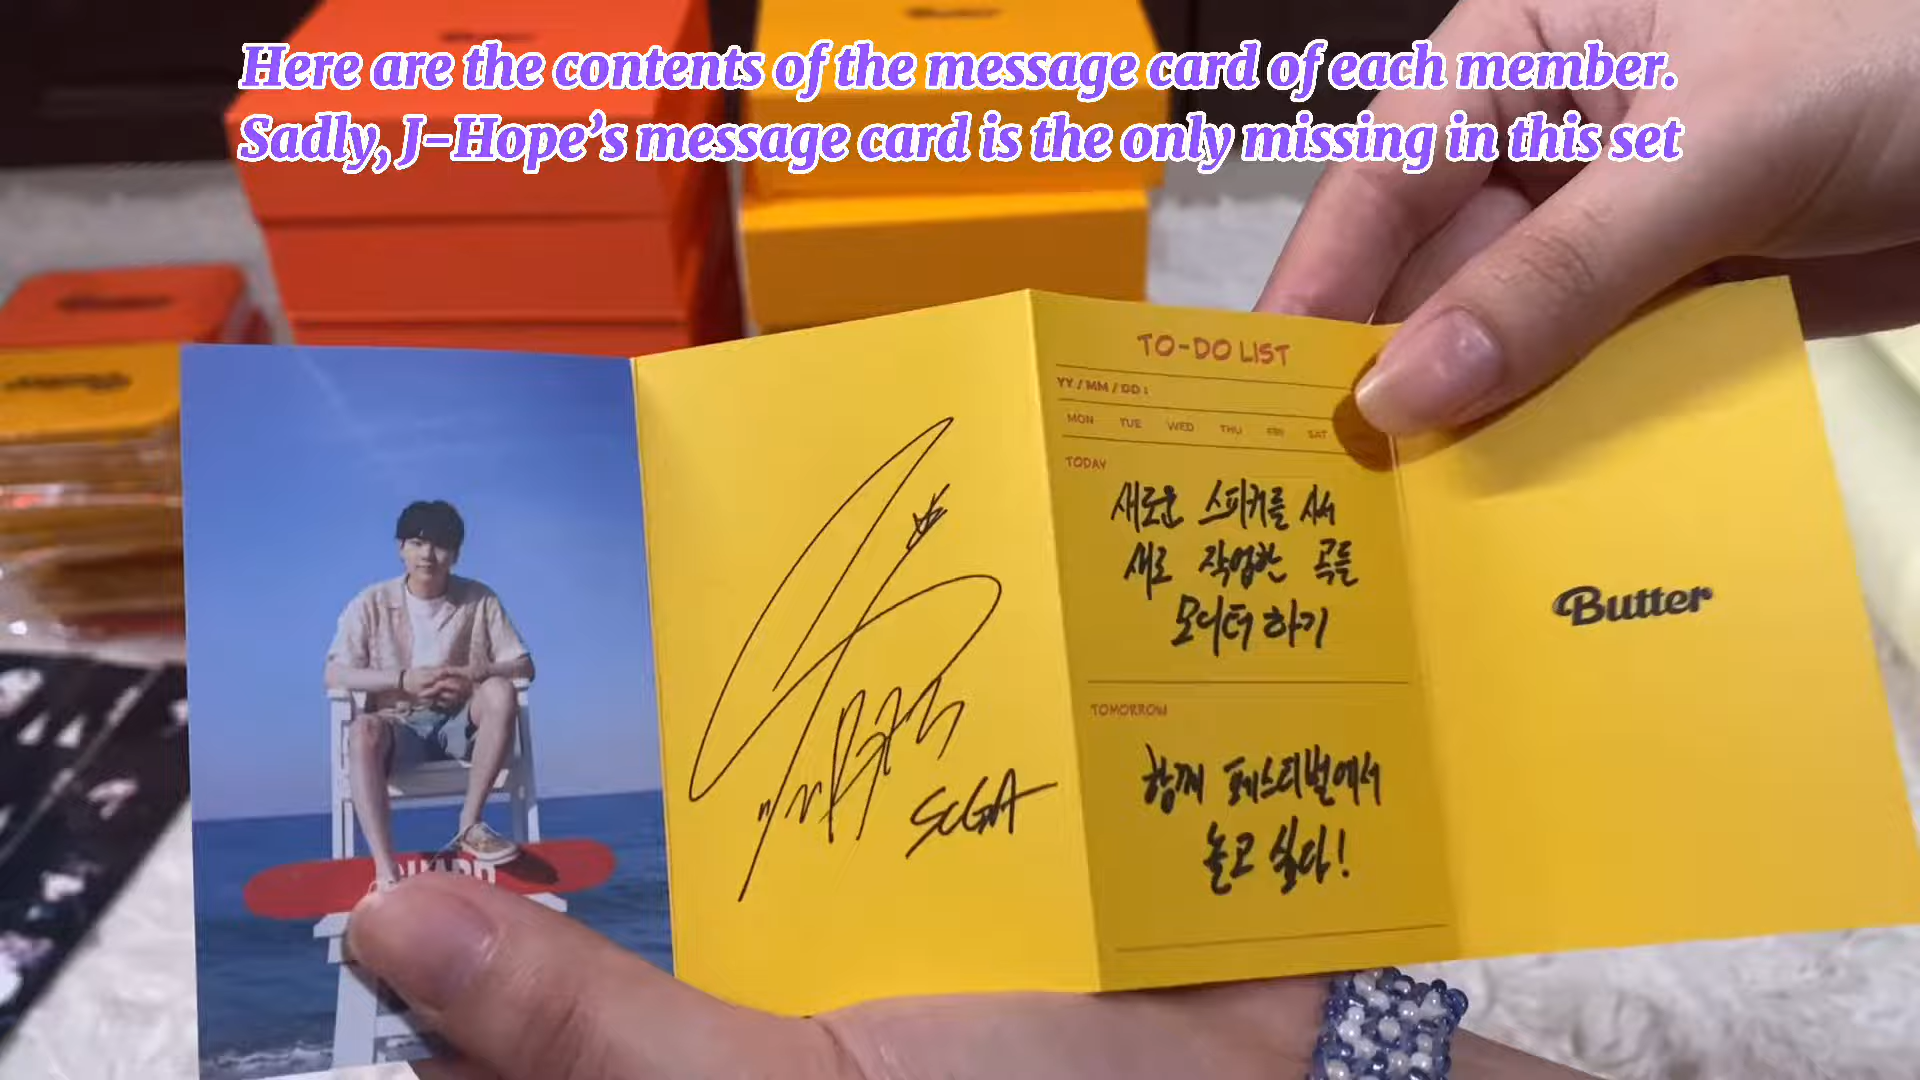 Here are the contents of the message card of each member.
Sadly, J-Hope's message card is the only missing in this set
Butter
TO-DO LIST
YY / MM / DD :
MON TUE WED THU FRI SAT
TODAY
새로운 스피커를 사서
새로 작업한 곡들
모니터 하기
TOMORROW
함께 페스티벌에서
놀고 싶다!
SUGA
Butter